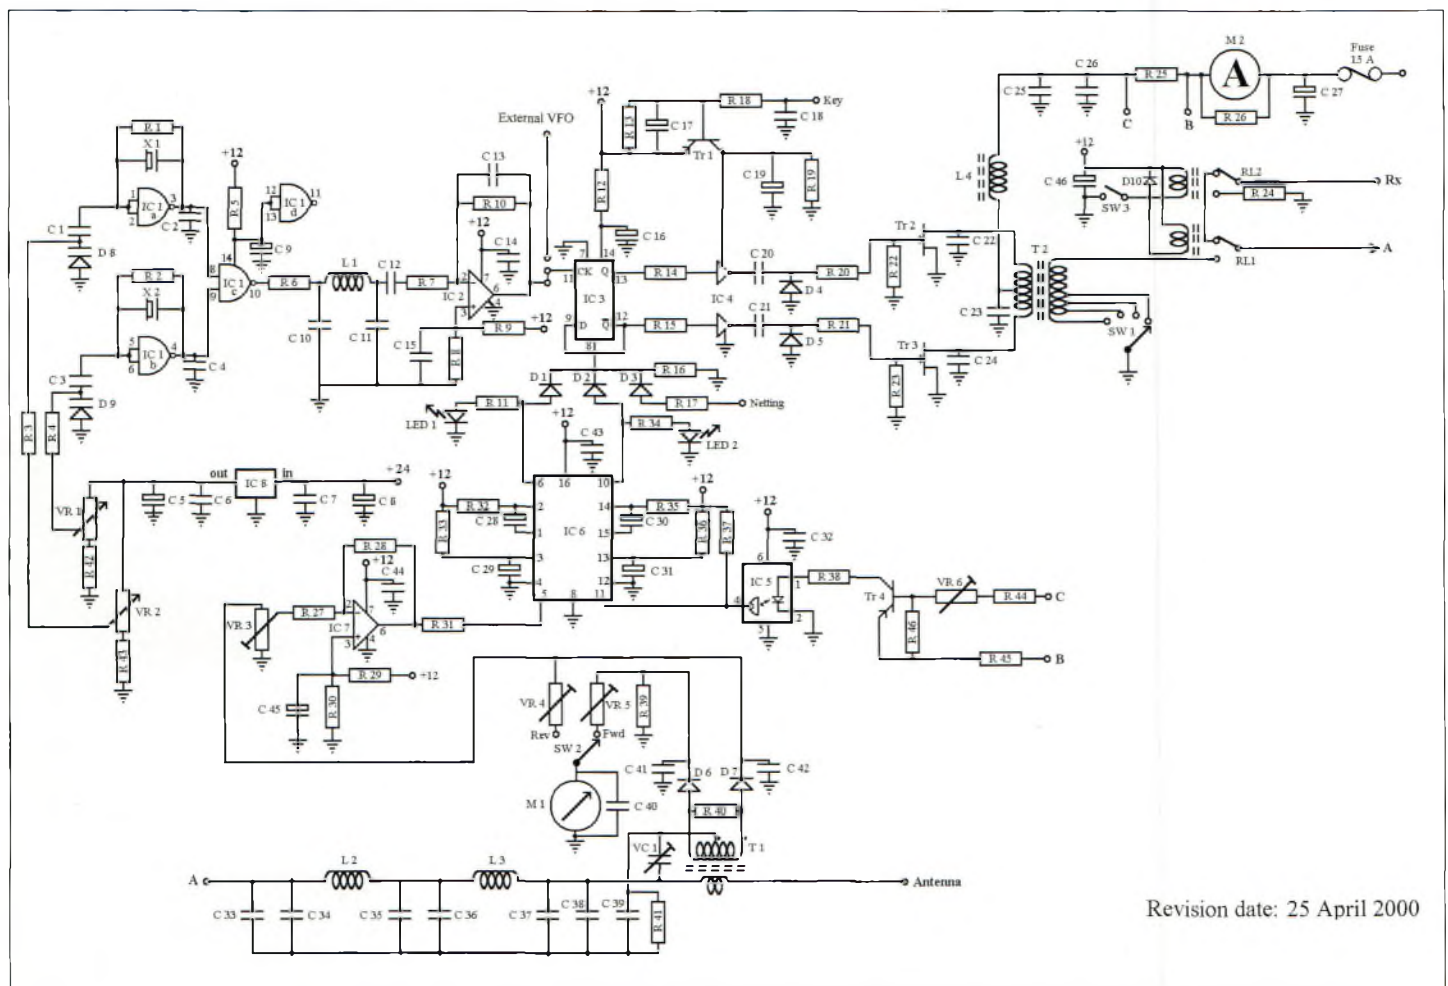 M 2
A
Fuse
15 A
C 26
C 25
R 25
R 26
C 27
C
B
+12
R 18
Key
R 13
C 17
C 18
Tr 1
External VFO
R 1
X 1
+12
12
13
IC 1
d
11
R 5
1
2
IC 1
a
3
C 2
C 1
D 8
C 9
14
8
9
IC 1
c
10
R 6
L 1
C 12
R 7
C 13
R 10
+12
C 14
2
7
IC 2
6
3
4
R 9
+12
R 8
C 15
C 10
C 11
R 2
X 2
5
6
IC 1
b
4
C 4
C 3
D 9
R 3
R 4
R 12
C 16
C 19
R 19
7
14
CK
Q
11
13
IC 3
9
D
Q
12
8
R 14
R 15
IC 4
C 20
C 21
D 4
D 5
R 20
R 21
R 22
R 23
Tr 2
Tr 3
C 22
C 23
C 24
L 4
T 2
SW 1
+12
C 46
SW 3
D10
RL2
R 24
Rx
A
RL1
D 1
D 2
D 3
R 16
R 17
Netting
R 11
LED 1
+12
C 43
R 34
LED 2
out
in
IC 8
+24
C 5
C 6
C 7
C 8
VR 1
R 42
VR 2
R 43
+12
R 32
R 33
C 28
C 29
6
16
10
2
14
1
IC 6
15
3
13
4
12
5
8
11
+12
R 35
C 30
R 36
R 37
C 31
+12
C 32
6
IC 5
1
4
5
2
R 38
Tr 4
VR 6
R 44
C
R 46
R 45
B
R 28
+12
C 44
VR 3
R 27
2
7
IC 7
6
3
4
R 31
R 29
+12
R 30
C 45
VR 4
VR 5
R 39
Rev
Fwd
SW 2
M 1
C 40
C 41
D 6
D 7
C 42
R 40
VC 1
T 1
A
L 2
L 3
Antenna
C 33
C 34
C 35
C 36
C 37
C 38
C 39
R 41
Revision date: 25 April 2000